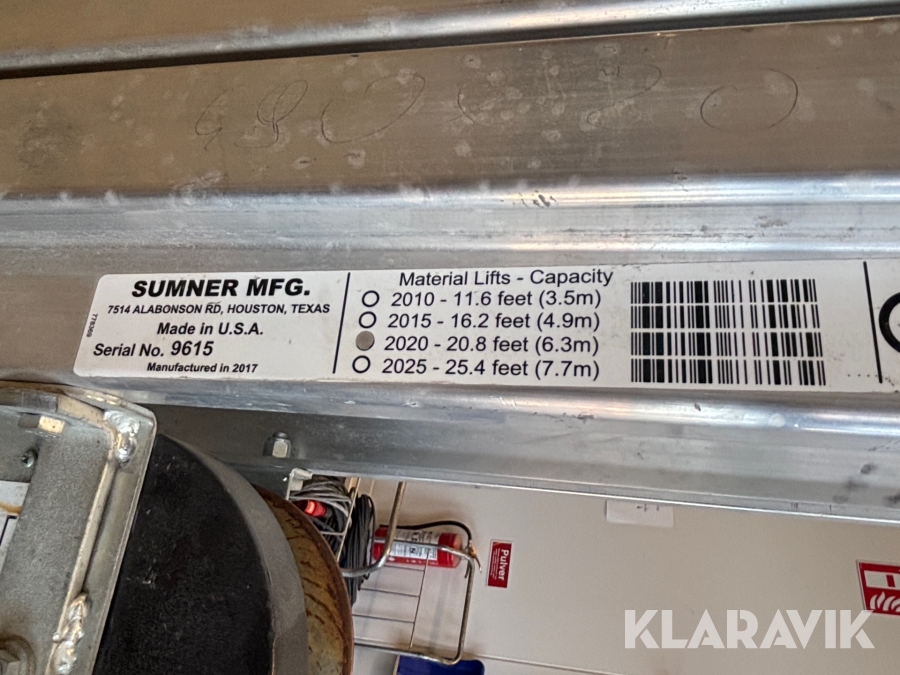 SUMNER MFG.
7514 ALABONSON RD, HOUSTON, TEXAS
Made in U.S.A.
Serial No. 9615
Manufactured in 2017
778369
Material Lifts - Capacity
2010 - 11.6 feet (3.5m)
2015 - 16.2 feet (4.9m)
2020 - 20.8 feet (6.3m)
2025 - 25.4 feet (7.7m)
Pulver
KLARAVIK